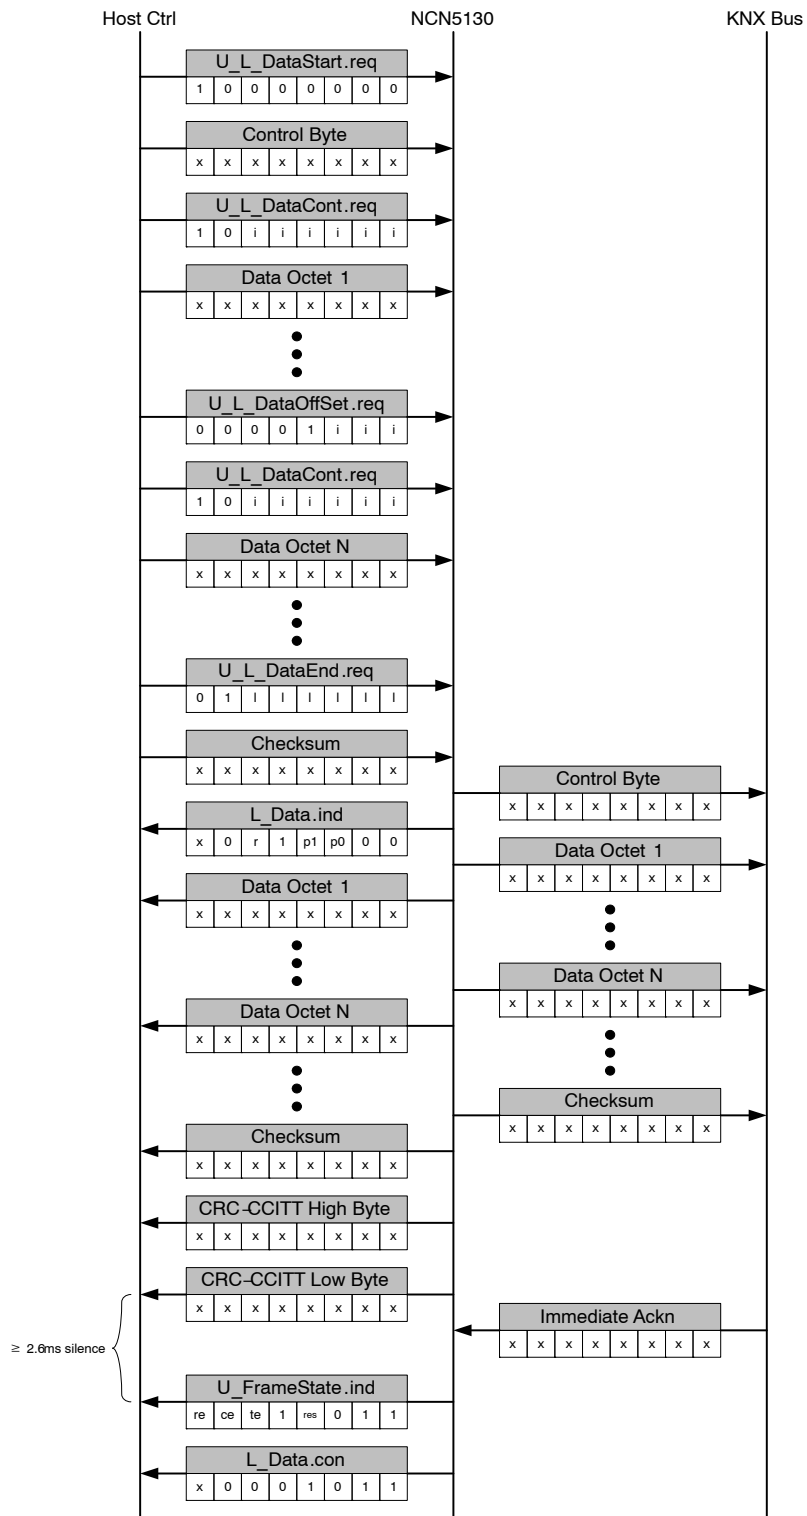 Host Ctrl NCN5130 KNX Bus
U_L_DataStart.req
1 0 0 0 0 0 0 0
Control Byte
x x x x x x x x
U_L_DataCont.req
1 0 i i i i i i
Data Octet 1
x x x x x x x x
U_L_DataOffSet.req
0 0 0 0 1 i i i
U_L_DataCont.req
1 0 i i i i i i
Data Octet N
x x x x x x x x
U_L_DataEnd.req
0 1 l l l l l l
Checksum
x x x x x x x x
Control Byte
x x x x x x x x
L_Data.ind
x 0 r 1 p1 p0 0 0
Data Octet 1
x x x x x x x x
Data Octet 1
x x x x x x x x
Data Octet N
x x x x x x x x
Data Octet N
x x x x x x x x
Checksum
x x x x x x x x
Checksum
x x x x x x x x
CRC-CCITT High Byte
x x x x x x x x
CRC-CCITT Low Byte
x x x x x x x x
Immediate Ackn
x x x x x x x x
≥ 2.6ms silence
U_FrameState.ind
re ce te 1 res 0 1 1
L_Data.con
x 0 0 0 1 0 1 1